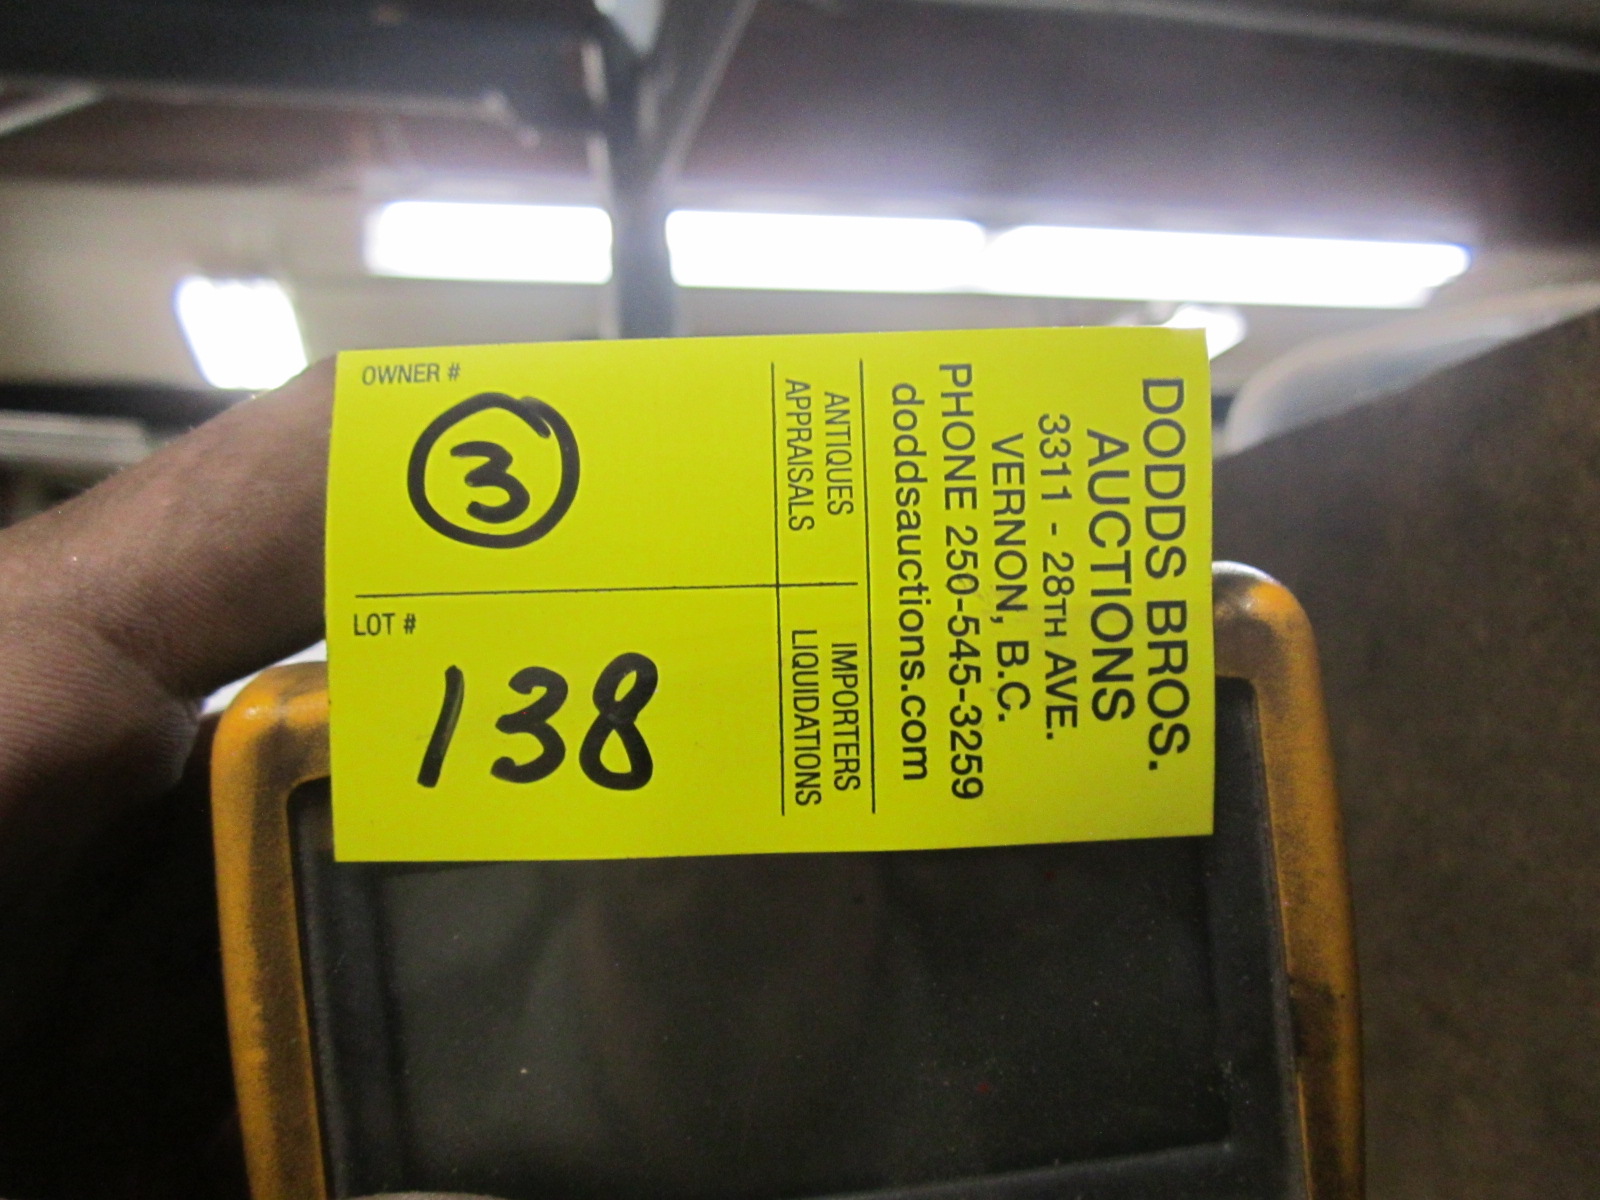 DODDS BROS.
AUCTIONS
3311 - 28TH AVE.
VERNON, B.C.
PHONE 250-545-3259
doddsauctions.com
ANTIQUES IMPORTERS
APPRAISALS LIQUIDATIONS
OWNER #
3
LOT #
138